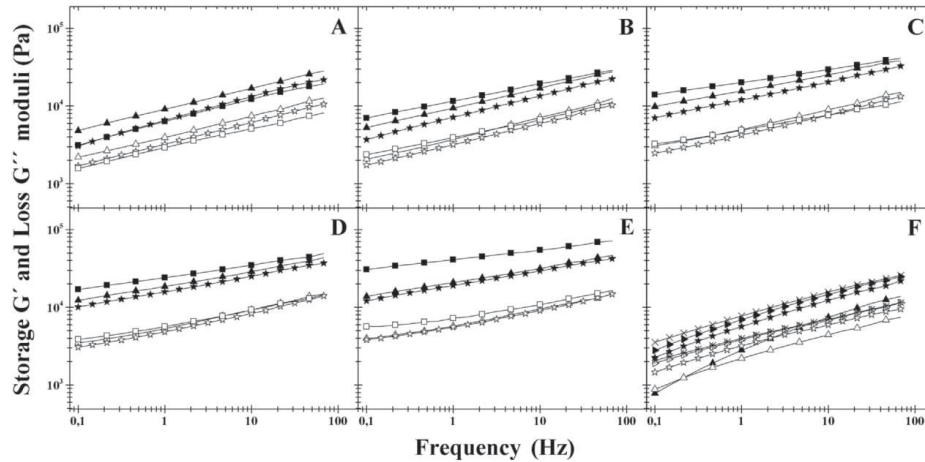 Storage G´ and Loss G´´ moduli (Pa)
A
B
C
10⁵
10⁴
10³
D
E
F
10⁵
10⁴
10³
0,1 1 10 100 0,1 1 10 100 0,1 1 10 100
Frequency (Hz)